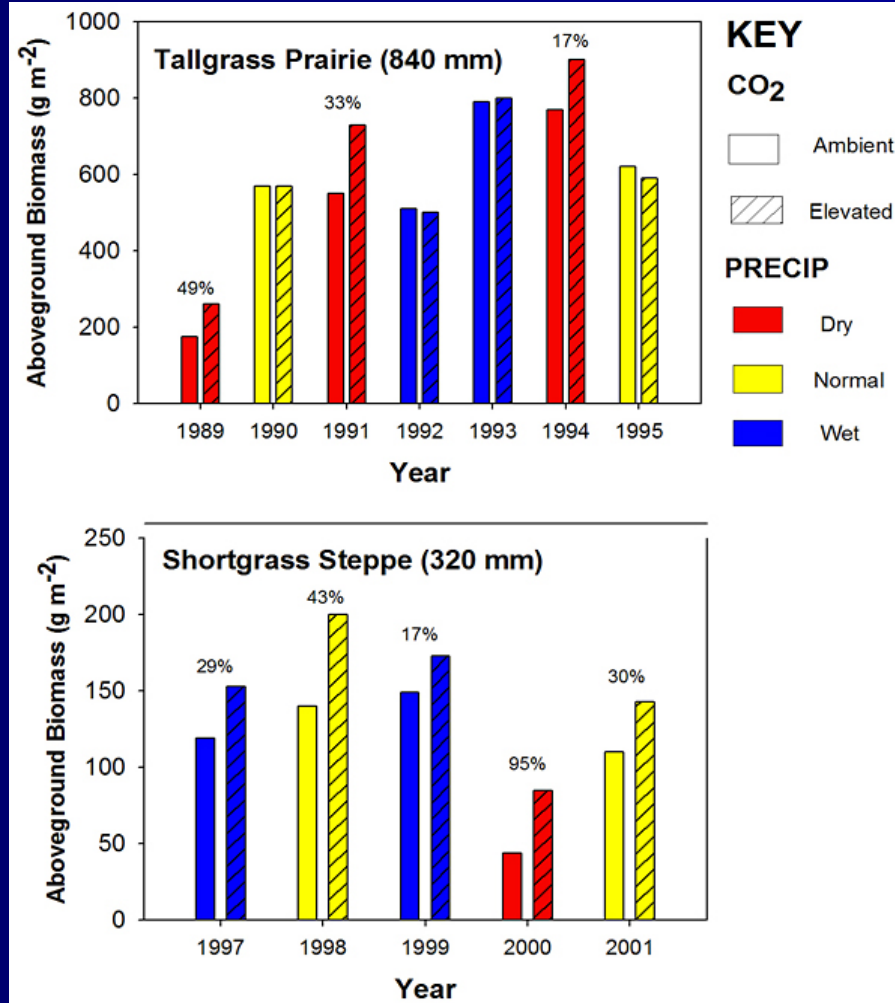 Tallgrass Prairie (840 mm)
Aboveground Biomass (g m⁻²)
1000
800
600
400
200
0
49%
33%
17%
1989 1990 1991 1992 1993 1994 1995
Year
KEY
CO₂
Ambient
Elevated
PRECIP
Dry
Normal
Wet
Shortgrass Steppe (320 mm)
Aboveground Biomass (g m⁻²)
250
200
150
100
50
0
29%
43%
17%
95%
30%
1997 1998 1999 2000 2001
Year